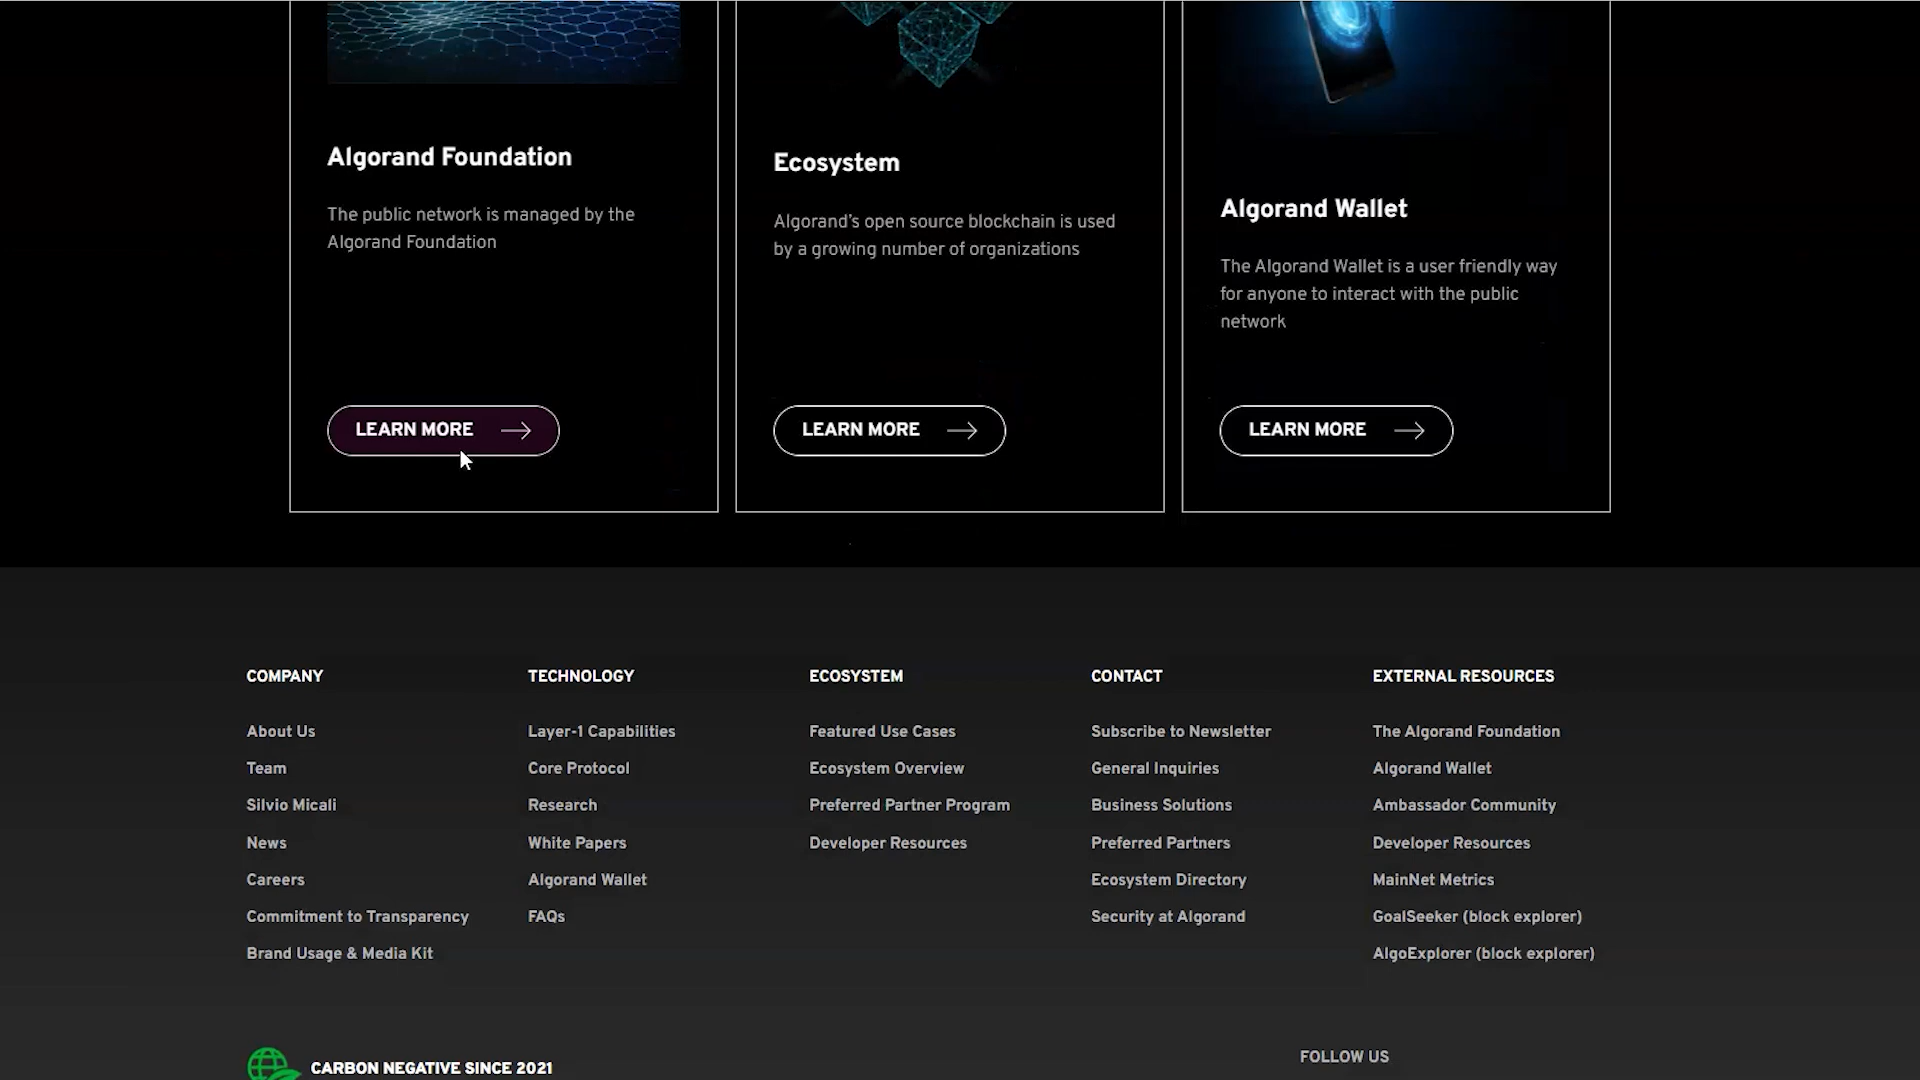 Algorand Foundation
The public network is managed by the
Algorand Foundation
LEARN MORE
Ecosystem
Algorand’s open source blockchain is used
by a growing number of organizations
LEARN MORE
Algorand Wallet
The Algorand Wallet is a user friendly way
for anyone to interact with the public
network
LEARN MORE
COMPANY
About Us
Team
Silvio Micali
News
Careers
Commitment to Transparency
Brand Usage & Media Kit
TECHNOLOGY
Layer-1 Capabilities
Core Protocol
Research
White Papers
Algorand Wallet
FAQs
ECOSYSTEM
Featured Use Cases
Ecosystem Overview
Preferred Partner Program
Developer Resources
CONTACT
Subscribe to Newsletter
General Inquiries
Business Solutions
Preferred Partners
Ecosystem Directory
Security at Algorand
EXTERNAL RESOURCES
The Algorand Foundation
Algorand Wallet
Ambassador Community
Developer Resources
MainNet Metrics
GoalSeeker (block explorer)
AlgoExplorer (block explorer)
CARBON NEGATIVE SINCE 2021
FOLLOW US